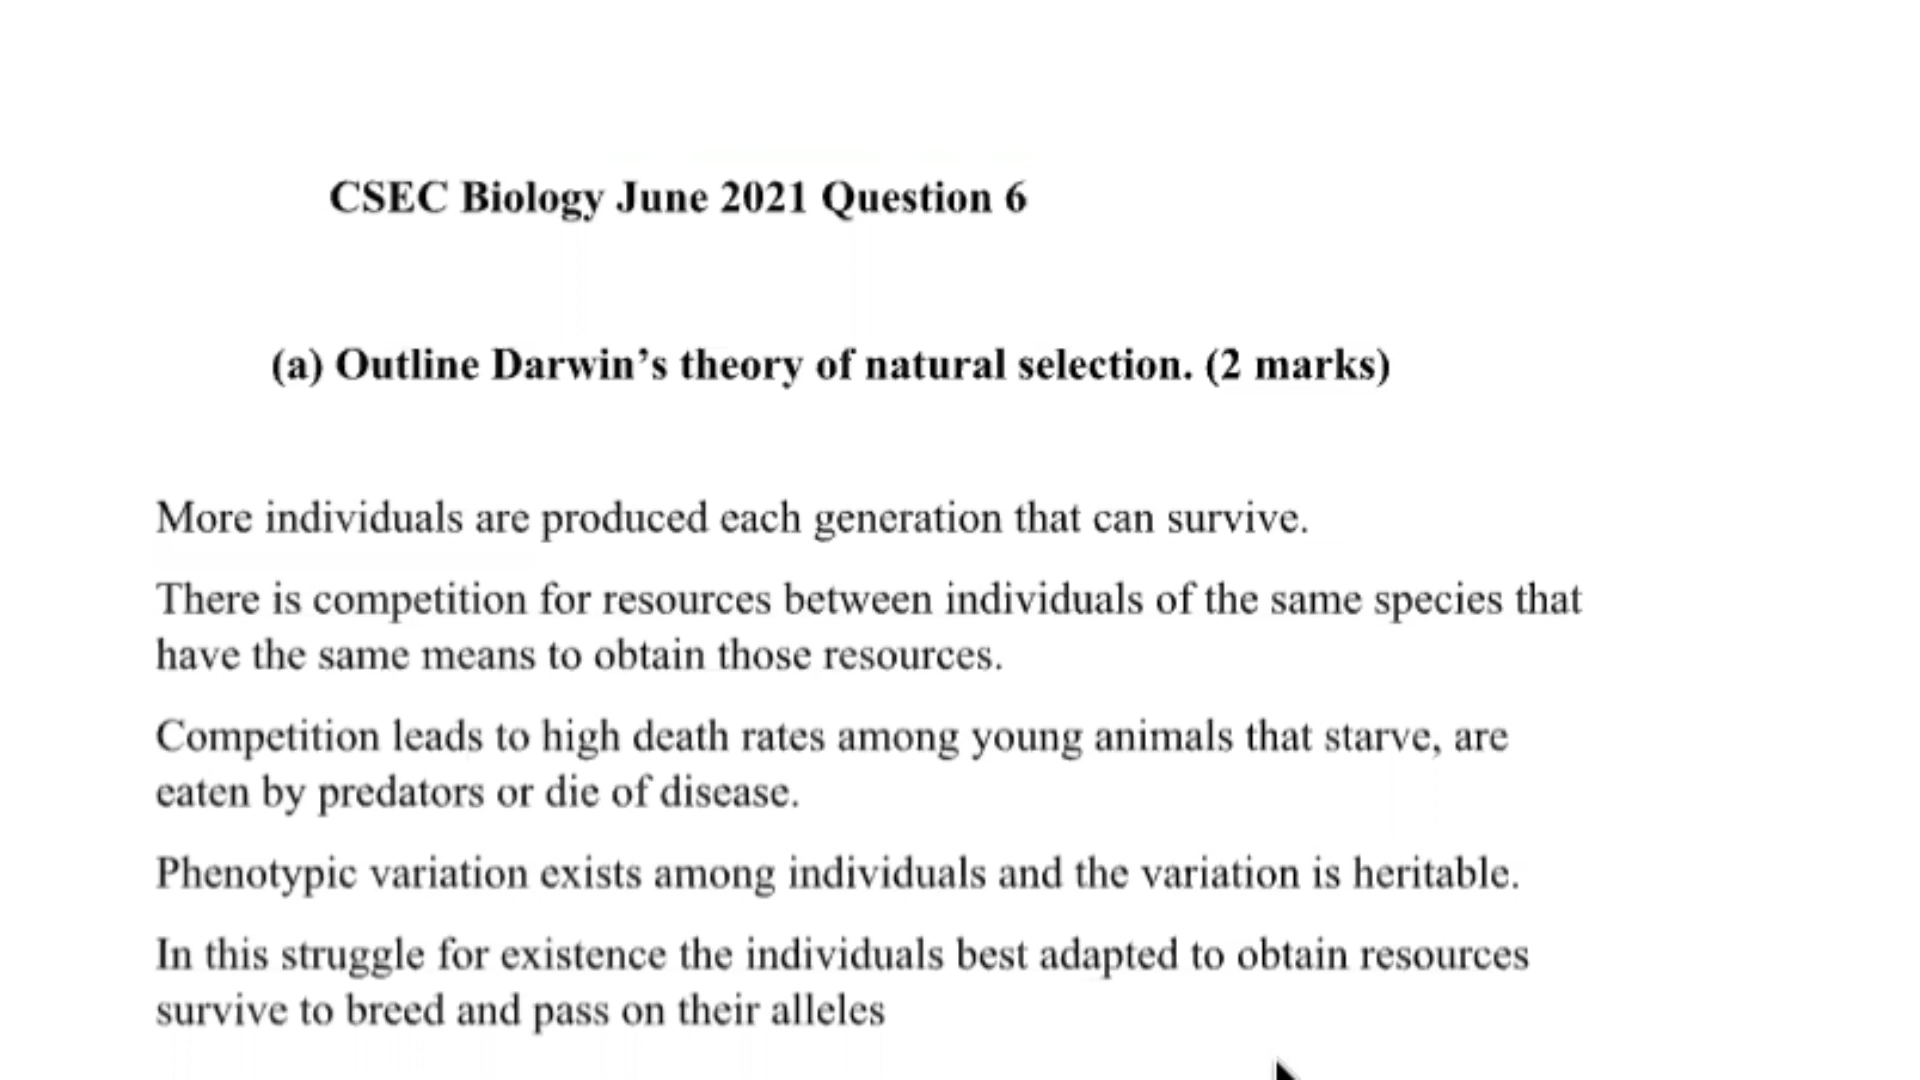 CSEC Biology June 2021 Question 6
(a) Outline Darwin’s theory of natural selection. (2 marks)
More individuals are produced each generation that can survive.
There is competition for resources between individuals of the same species that
have the same means to obtain those resources.
Competition leads to high death rates among young animals that starve, are
eaten by predators or die of disease.
Phenotypic variation exists among individuals and the variation is heritable.
In this struggle for existence the individuals best adapted to obtain resources
survive to breed and pass on their alleles